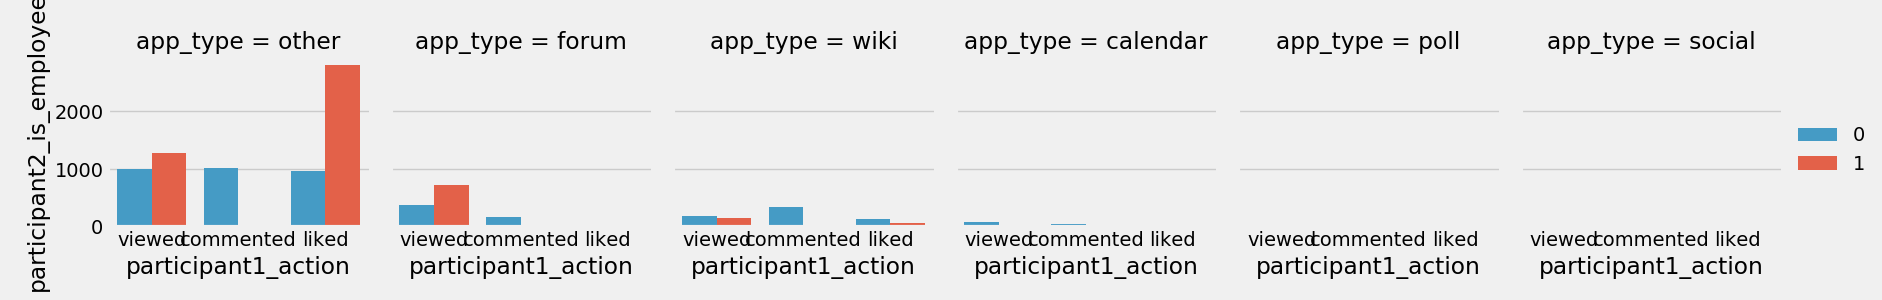 participant2_is_employee
app_type = other
app_type = forum
app_type = wiki
app_type = calendar
app_type = poll
app_type = social
2000
1000
0
0
1
viewed commented liked
viewed commented liked
viewed commented liked
viewed commented liked
viewed commented liked
viewed commented liked
participant1_action
participant1_action
participant1_action
participant1_action
participant1_action
participant1_action